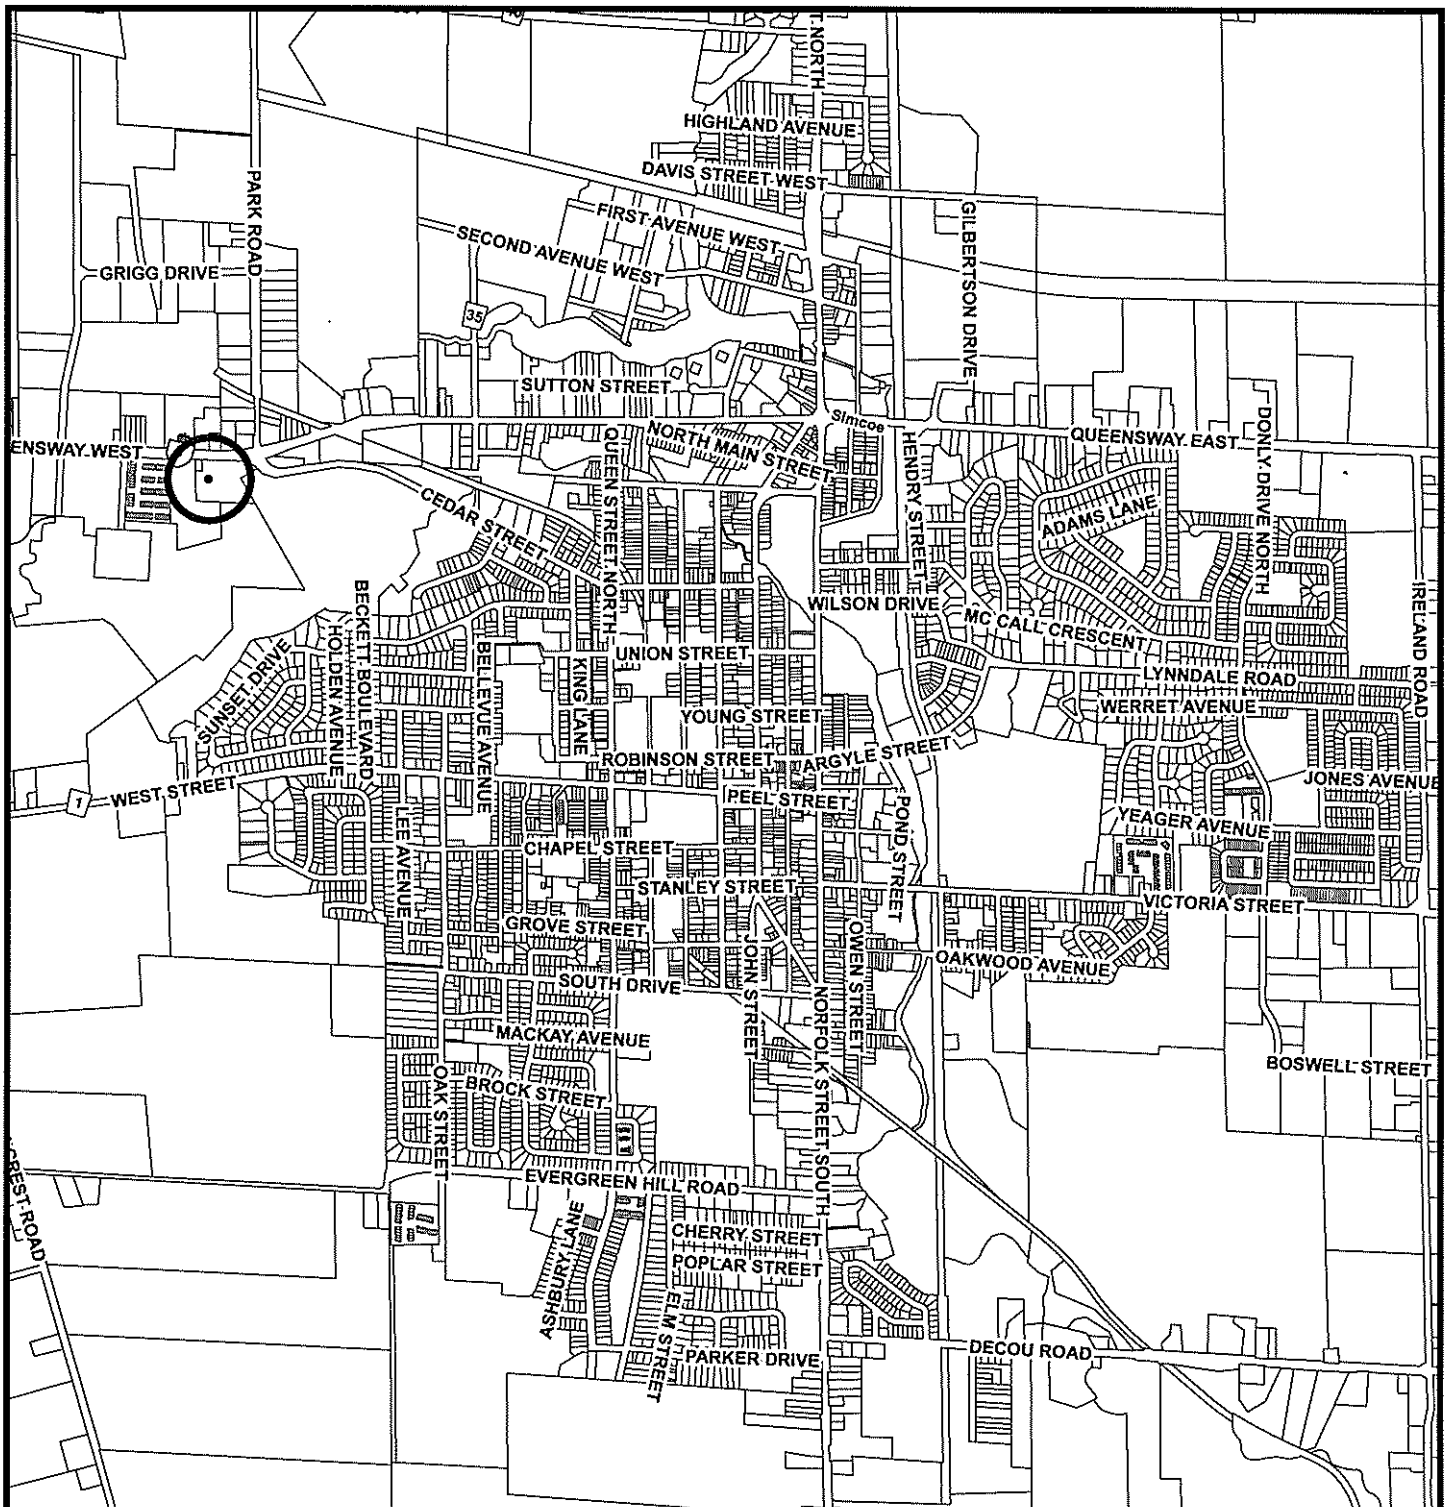 T NORTH
HIGHLAND AVENUE
DAVIS STREET WEST
PARK ROAD
FIRST AVENUE WEST
GILBERTSON DRIVE
SECOND AVENUE WEST
GRIGG DRIVE
35
SUTTON STREET
Simcoe
ENSWAY WEST
NORTH MAIN STREET
QUEENSWAY EAST
DONLY DRIVE NORTH
QUEEN STREET NORTH
HENDRY STREET
CEDAR STREET
ADAMS LANE
BECKETT BOULEVARD
WILSON DRIVE
MC CALL CRESCENT
IRELAND ROAD
HOLDEN AVENUE
SUNSET DRIVE
BELLEVUE AVENUE
UNION STREET
KING LANE
LYNNDALE ROAD
WERRET AVENUE
YOUNG STREET
ROBINSON STREET
ARGYLE STREET
JONES AVENUE
1
WEST STREET
PEEL STREET
POND STREET
YEAGER AVENUE
LEE AVENUE
CHAPEL STREET
STANLEY STREET
VICTORIA STREET
GROVE STREET
JOHN STREET
OWEN STREET
OAKWOOD AVENUE
SOUTH DRIVE
NORFOLK STREET SOUTH
MACKAY AVENUE
BOSWELL STREET
OAK STREET
BROCK STREET
CREST ROAD
EVERGREEN HILL ROAD
ASHBURY LANE
CHERRY STREET
POPLAR STREET
ELM STREET
PARKER DRIVE
DECOU ROAD